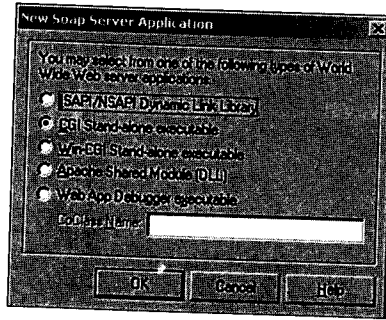 New Soap Server Application
You may select from one of the following types of World
Wide Web server applications:
ISAPI/NSAPI Dynamic Link Library
CGI Stand-alone executable
Win-CGI Stand-alone executable
Apache Shared Module (DLL)
Web App Debugger executable
CoClass Name:
OK
Cancel
Help